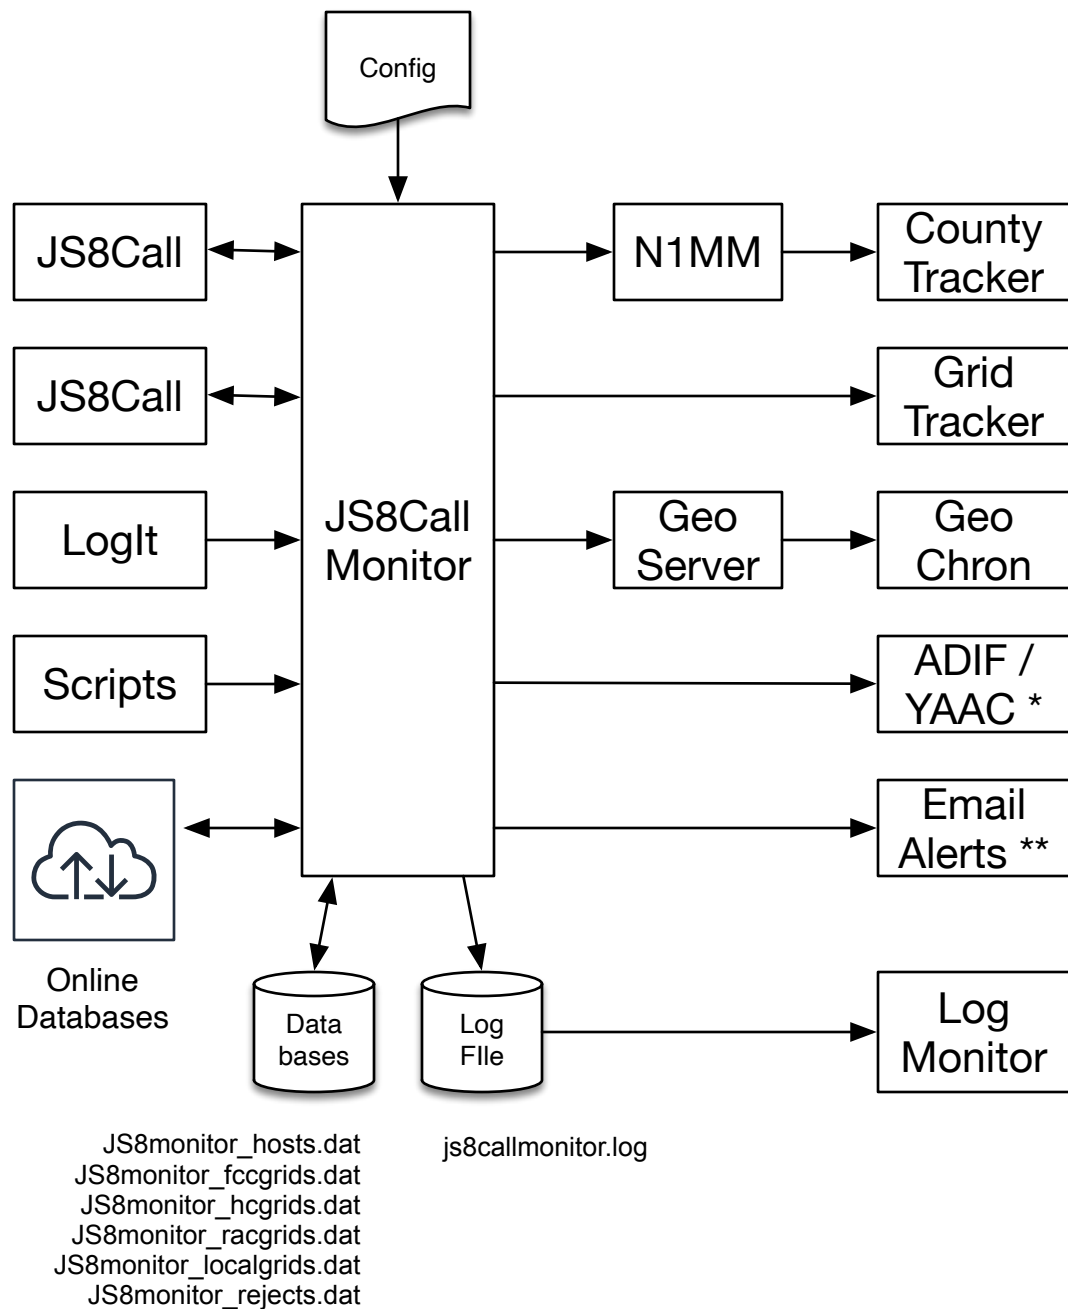 Config
JS8Call
N1MM
County
Tracker
JS8Call
Grid
Tracker
LogIt
JS8Call
Monitor
Geo
Server
Geo
Chron
Scripts
ADIF /
YAAC *
Email
Alerts **
Online
Databases
Data
bases
Log
FIle
Log
Monitor
JS8monitor_hosts.dat
JS8monitor_fccgrids.dat
JS8monitor_hcgrids.dat
JS8monitor_racgrids.dat
JS8monitor_localgrids.dat
JS8monitor_rejects.dat
js8callmonitor.log